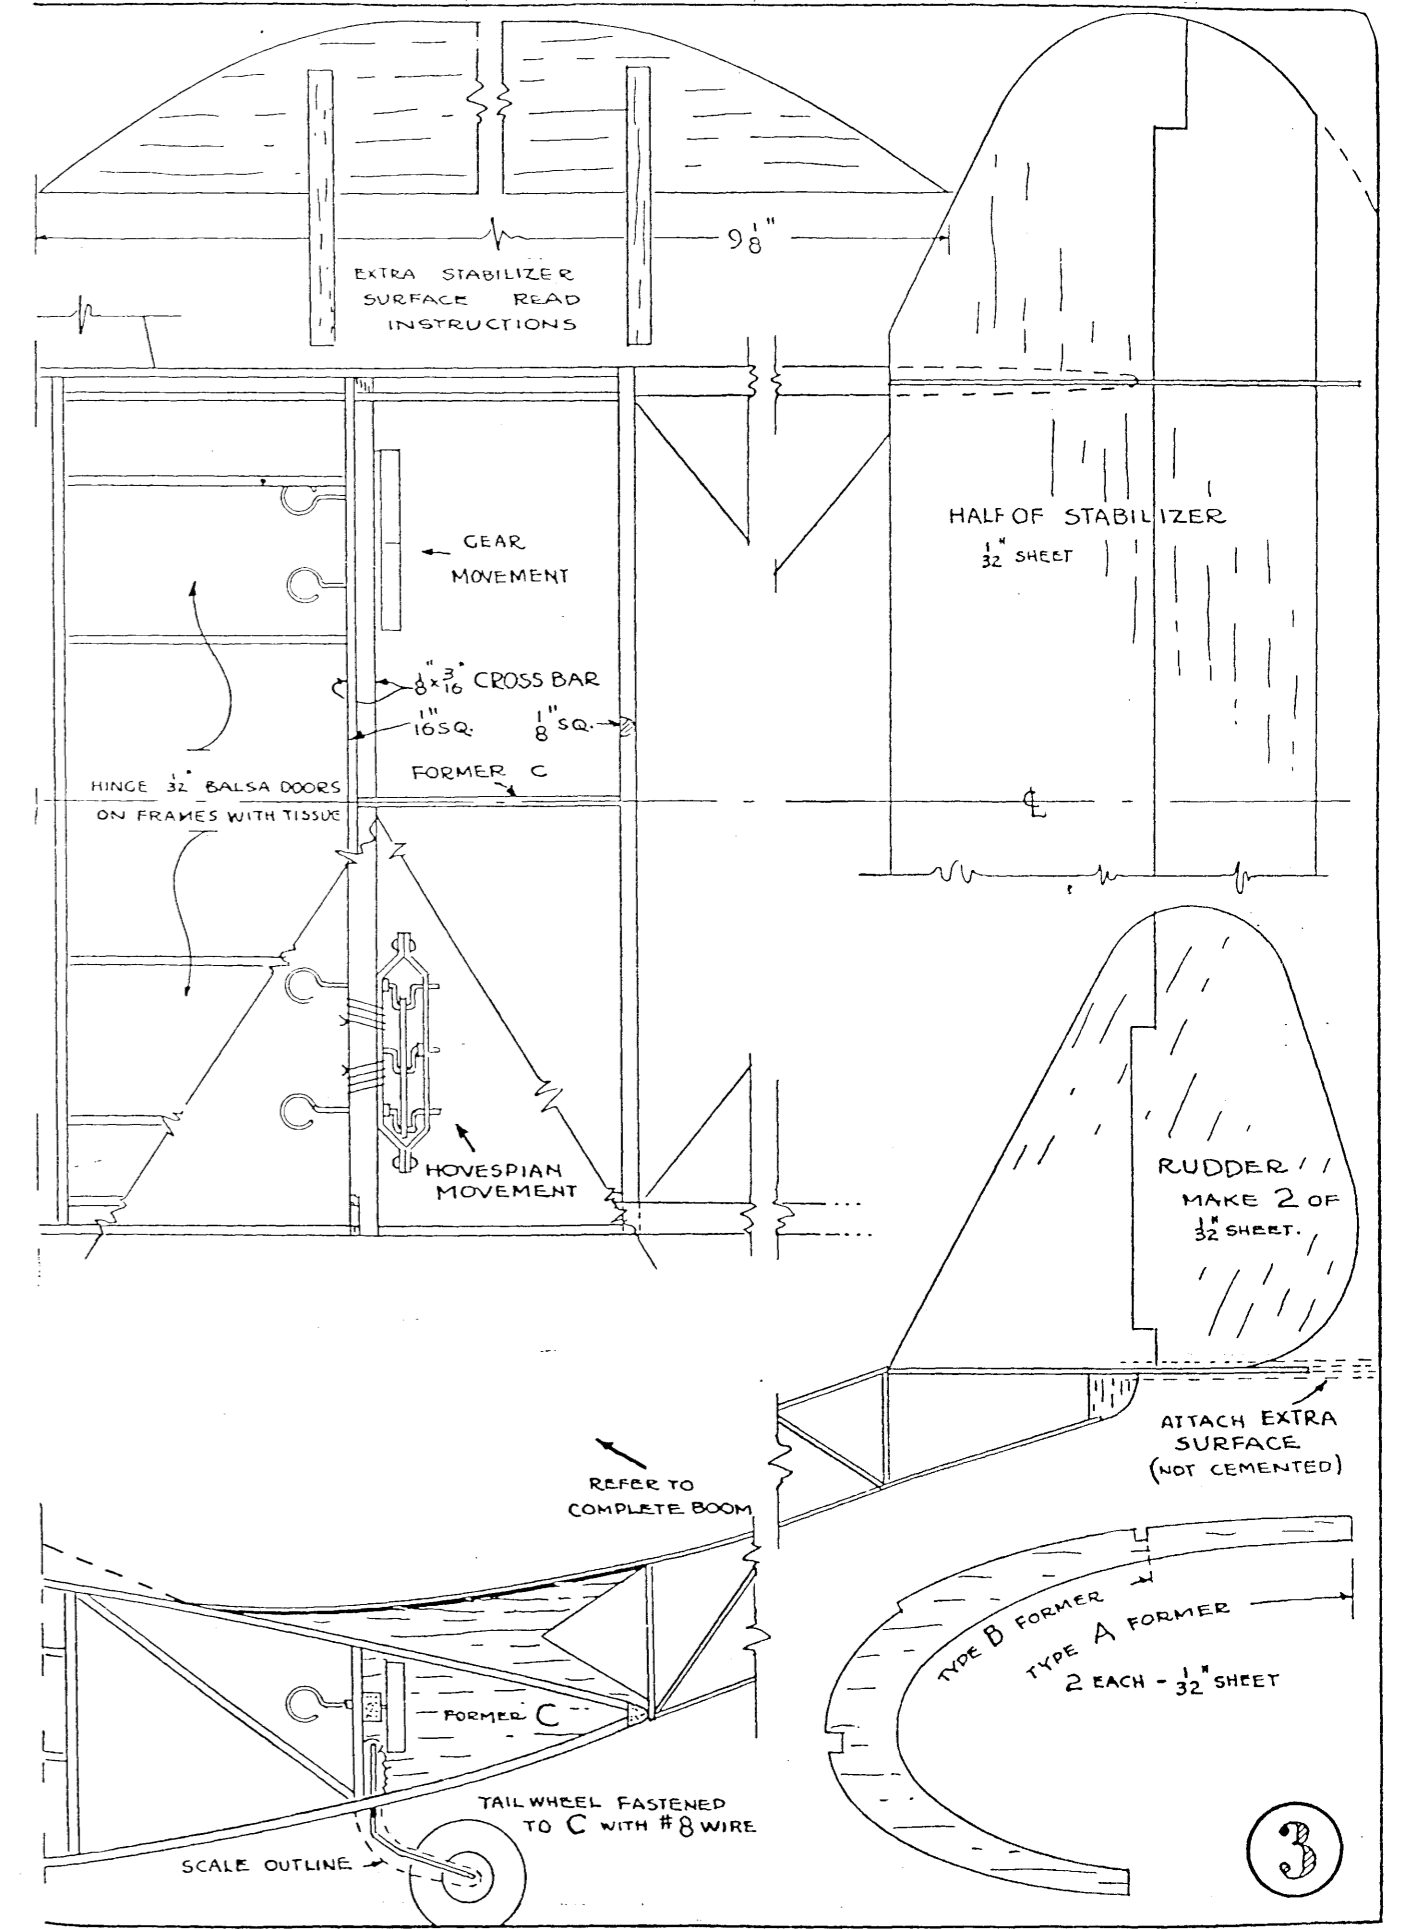 9 1/8"
EXTRA STABILIZER
SURFACE READ
INSTRUCTIONS
GEAR
MOVEMENT
HALF OF STABILIZER
1/32" SHEET
1/8" x 3/16" CROSS BAR
1/16" SQ.
1/8" SQ.
FORMER C
HINGE 1/32" BALSA DOORS
ON FRAMES WITH TISSUE
℄
HOVESPIAN
MOVEMENT
RUDDER
MAKE 2 OF
1/32" SHEET.
ATTACH EXTRA
SURFACE
(NOT CEMENTED)
REFER TO
COMPLETE BOOM
TYPE B FORMER
TYPE A FORMER
2 EACH - 1/32" SHEET
FORMER C
TAIL WHEEL FASTENED
TO C WITH #8 WIRE
SCALE OUTLINE
3